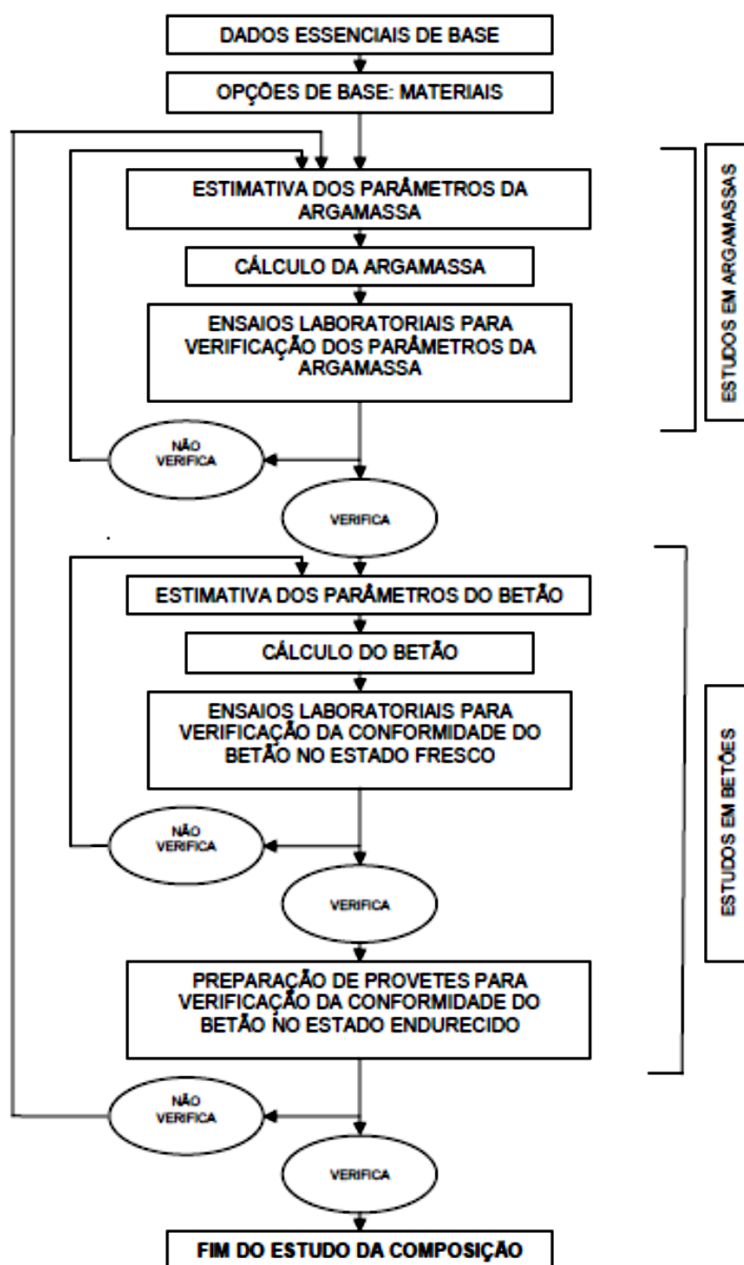 DADOS ESSENCIAIS DE BASE
OPÇÕES DE BASE: MATERIAIS
ESTIMATIVA DOS PARÂMETROS DA
ARGAMASSA
CÁLCULO DA ARGAMASSA
ENSAIOS LABORATORIAIS PARA
VERIFICAÇÃO DOS PARÂMETROS DA
ARGAMASSA
ESTUDOS EM ARGAMASSAS
NÃO
VERIFICA
VERIFICA
ESTIMATIVA DOS PARÂMETROS DO BETÃO
CÁLCULO DO BETÃO
ENSAIOS LABORATORIAIS PARA
VERIFICAÇÃO DA CONFORMIDADE DO
BETÃO NO ESTADO FRESCO
ESTUDOS EM BETÕES
NÃO
VERIFICA
VERIFICA
PREPARAÇÃO DE PROVETES PARA
VERIFICAÇÃO DA CONFORMIDADE DO
BETÃO NO ESTADO ENDURECIDO
NÃO
VERIFICA
VERIFICA
FIM DO ESTUDO DA COMPOSIÇÃO